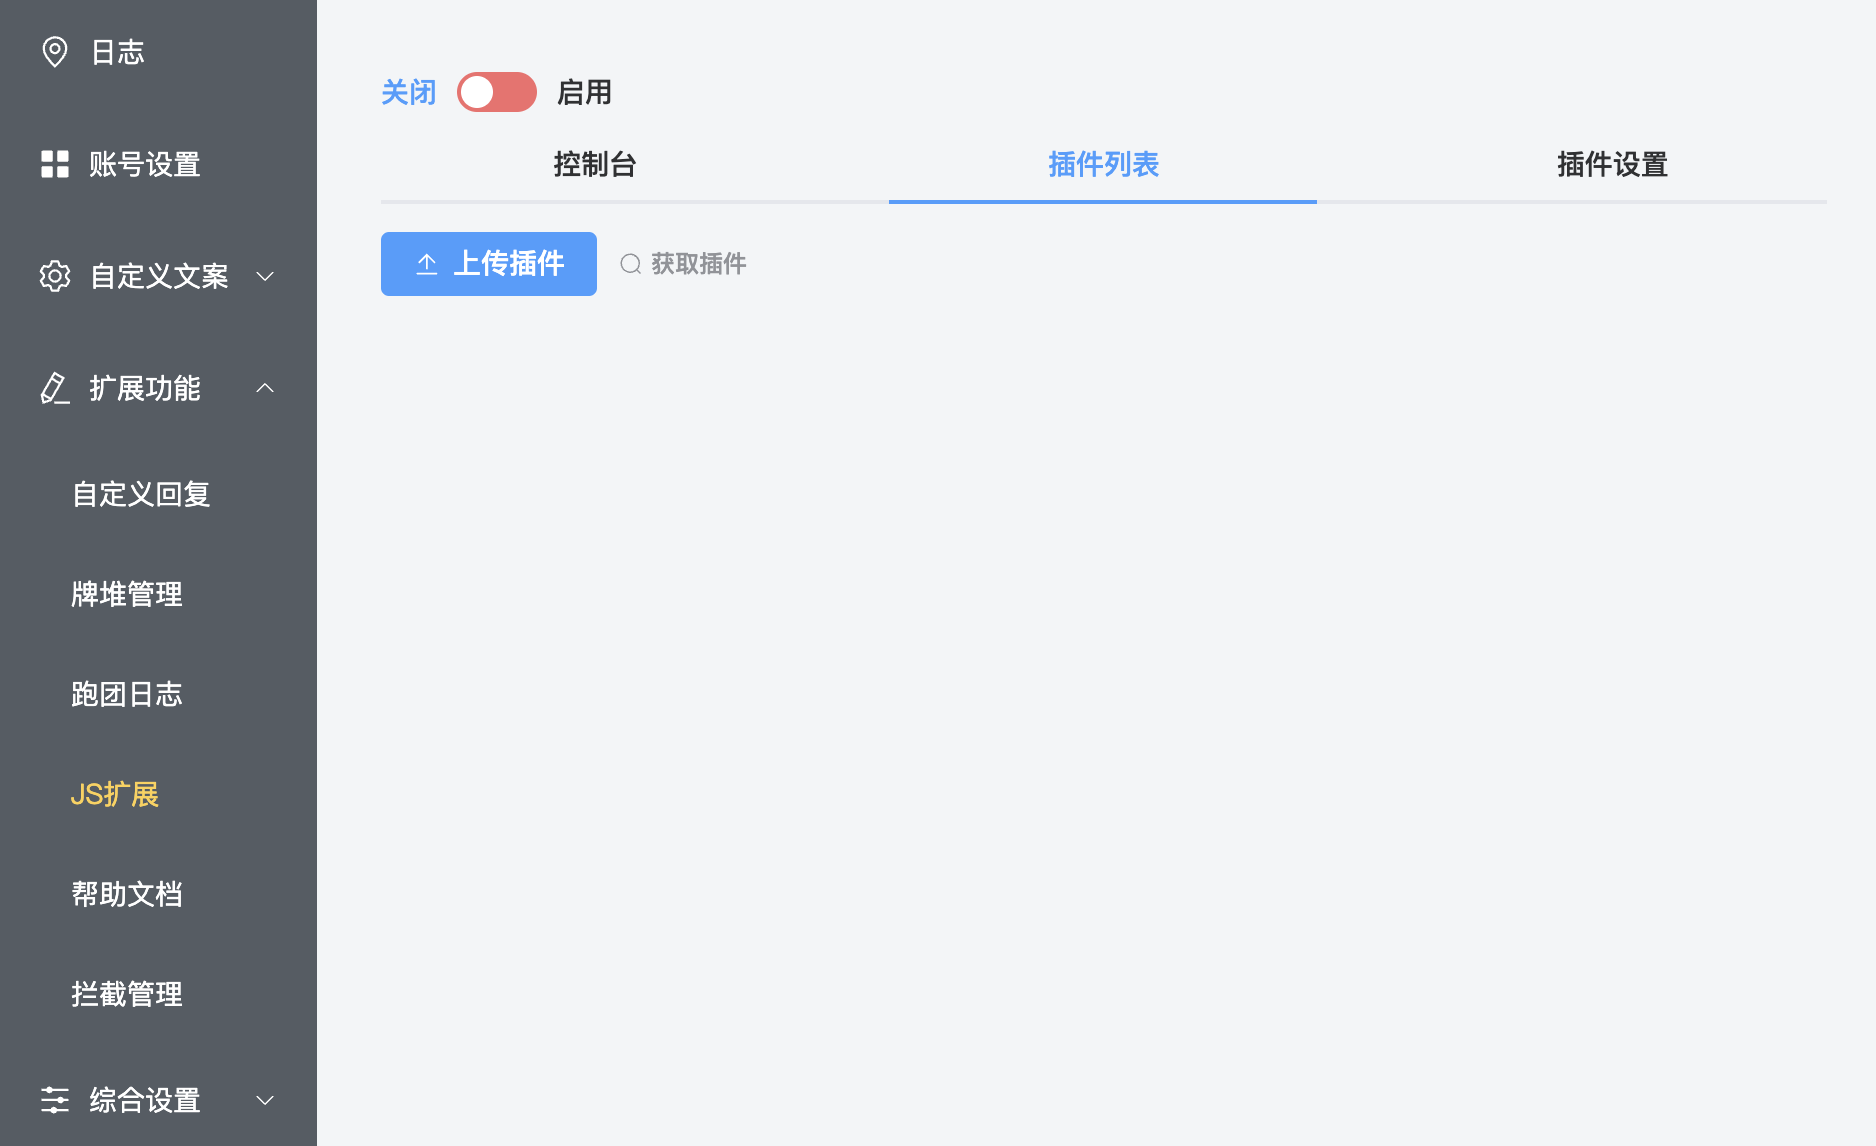 日志
账号设置
自定义文案
扩展功能
自定义回复
牌堆管理
跑团日志
JS扩展
帮助文档
拦截管理
综合设置
关闭 启用
控制台 插件列表 插件设置
上传插件 获取插件